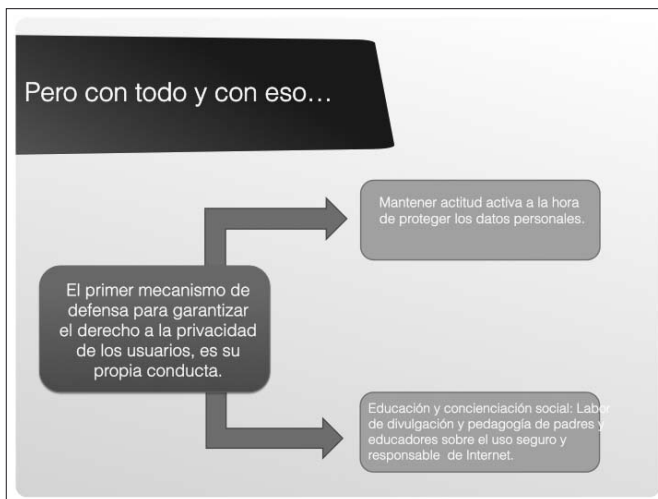 Pero con todo y con eso...
Mantener actitud activa a la hora
de proteger los datos personales.
El primer mecanismo de
defensa para garantizar
el derecho a la privacidad
de los usuarios, es su
propia conducta.
Educación y concienciación social: Labor
de divulgación y pedagogía de padres y
educadores sobre el uso seguro y
responsable de Internet.